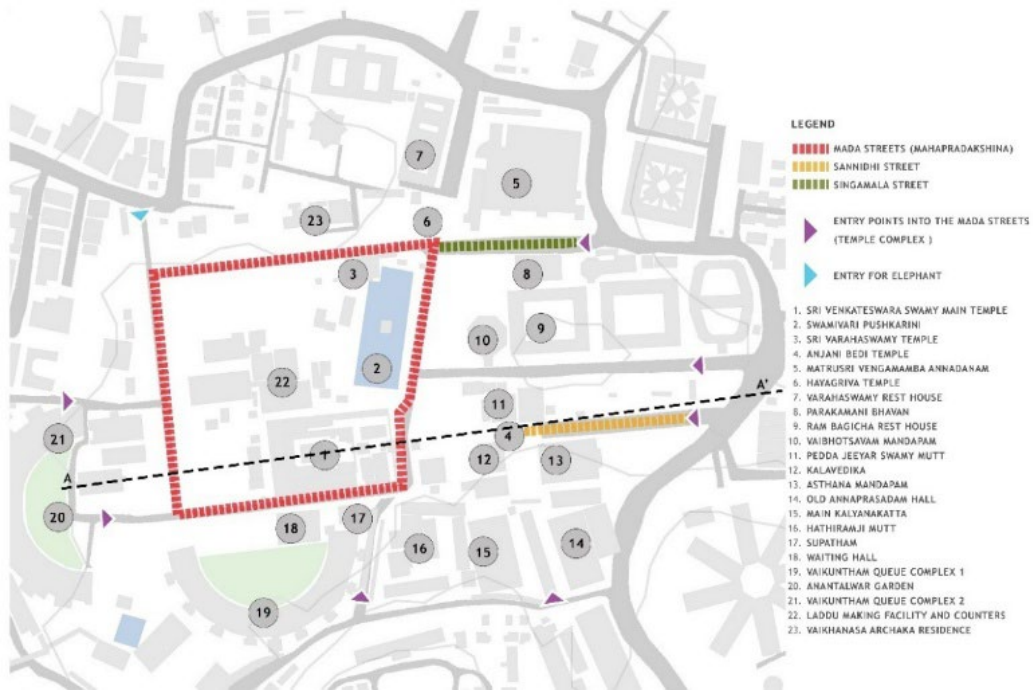 7
5
23
6
3
8
9
2
10
22
11
A'
4
21
1
12
13
A
20
17
18
16
15
14
19
LEGEND
MADA STREETS (MAHAPRADAKSHINA)
SANNIDHI STREET
SINGAMALA STREET
ENTRY POINTS INTO THE MADA STREETS
(TEMPLE COMPLEX )
ENTRY FOR ELEPHANT
1. SRI VENKATESWARA SWAMY MAIN TEMPLE
2. SWAMIVARI PUSHKARINI
3. SRI VARAHASWAMY TEMPLE
4. ANJANI BEDI TEMPLE
5. MATRUSRI VENGAMAMBA ANNADANAM
6. HAYAGRIVA TEMPLE
7. VARAHASWAMY REST HOUSE
8. PARAKAMANI BHAVAN
9. RAM BAGICHA REST HOUSE
10. VAIBHOTSAVAM MANDAPAM
11. PEDDA JEEYAR SWAMY MUTT
12. KALAVEDIKA
13. ASTHANA MANDAPAM
14. OLD ANNAPRASADAM HALL
15. MAIN KALYANAKATTA
16. HATHIRAMJI MUTT
17. SUPATHAM
18. WAITING HALL
19. VAIKUNTHAM QUEUE COMPLEX 1
20. ANANTALWAR GARDEN
21. VAIKUNTHAM QUEUE COMPLEX 2
22. LADDU MAKING FACILITY AND COUNTERS
23. VAIKHANASA ARCHAKA RESIDENCE